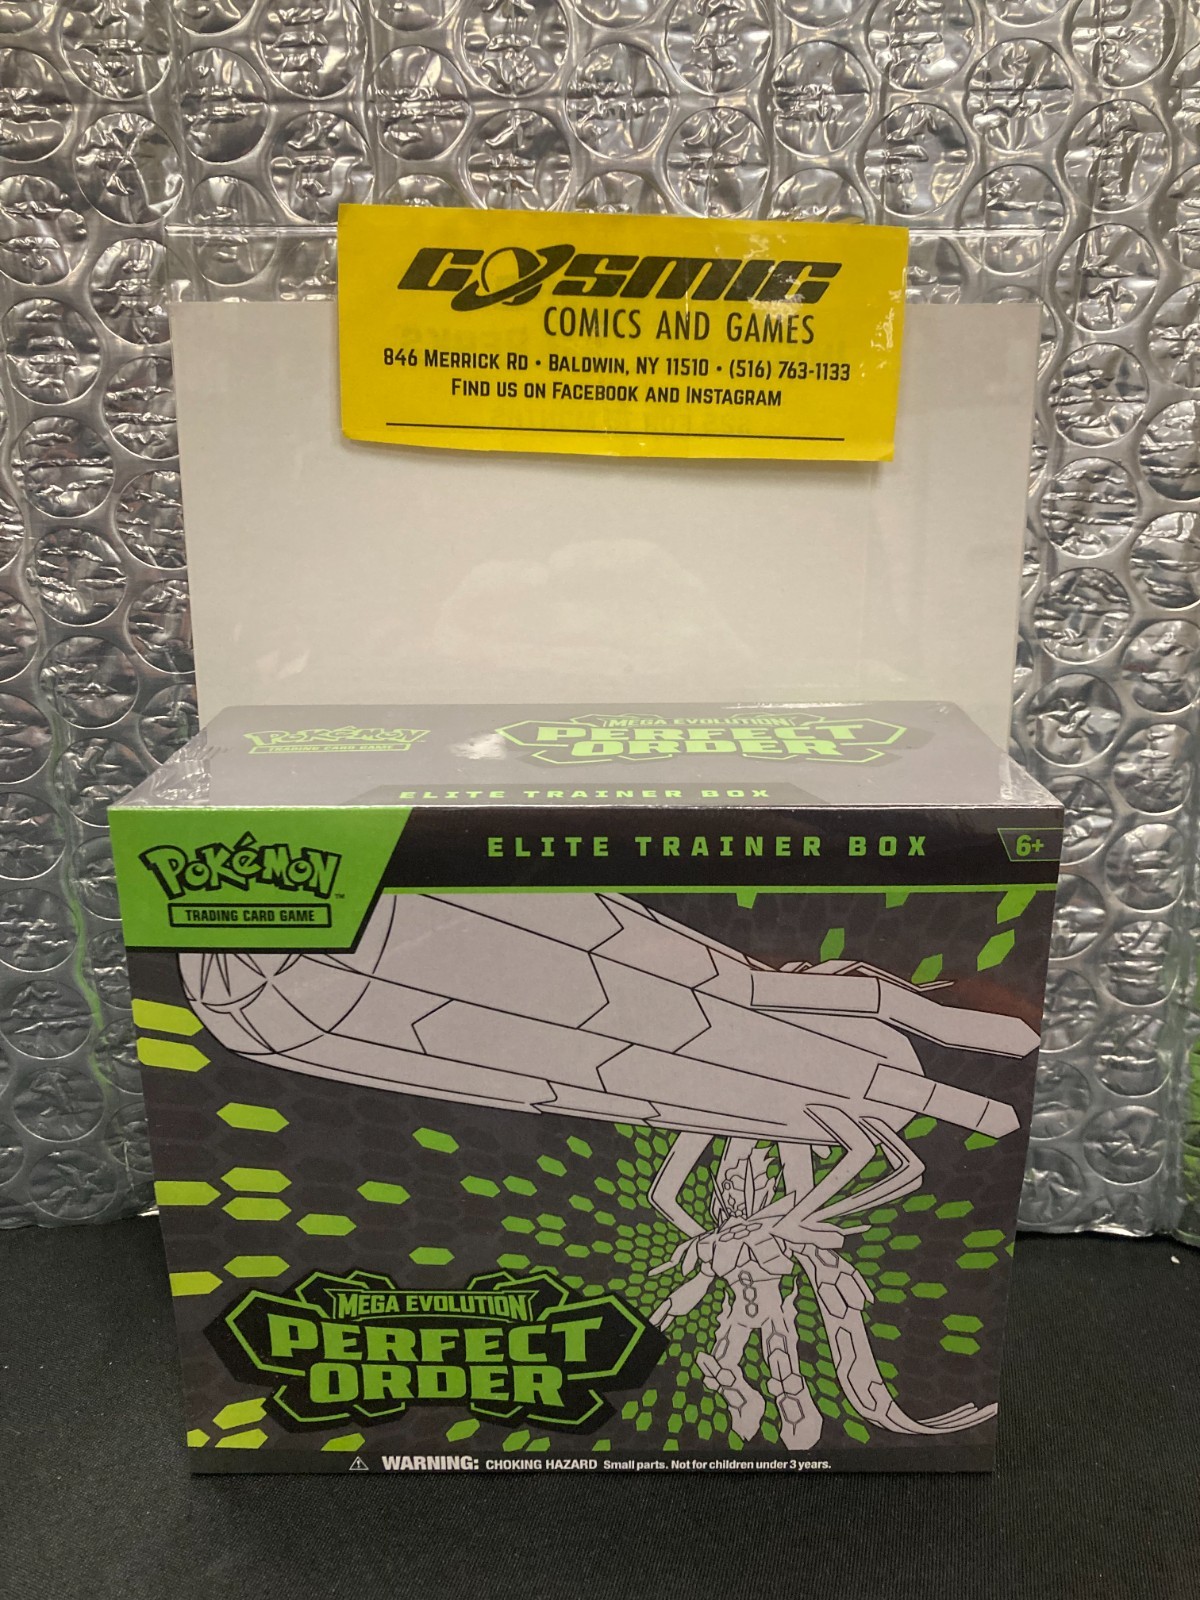 COSMIC
COMICS AND GAMES
846 MERRICK RD • BALDWIN, NY 11510 • (516) 763-1133
FIND US ON FACEBOOK AND INSTAGRAM
POKéMON
TRADING CARD GAME
MEGA EVOLUTION
PERFECT
ORDER
ELITE TRAINER BOX
POKéMON™
TRADING CARD GAME
ELITE TRAINER BOX
6+
MEGA EVOLUTION
PERFECT
ORDER
⚠ WARNING: CHOKING HAZARD Small parts. Not for children under 3 years.